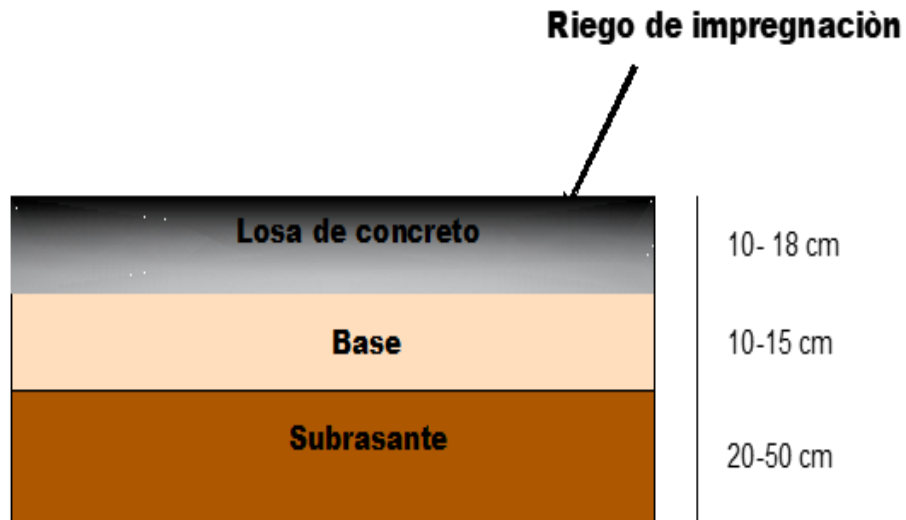 Riego de impregnaciòn
Losa de concreto
10- 18 cm
Base
10-15 cm
Subrasante
20-50 cm